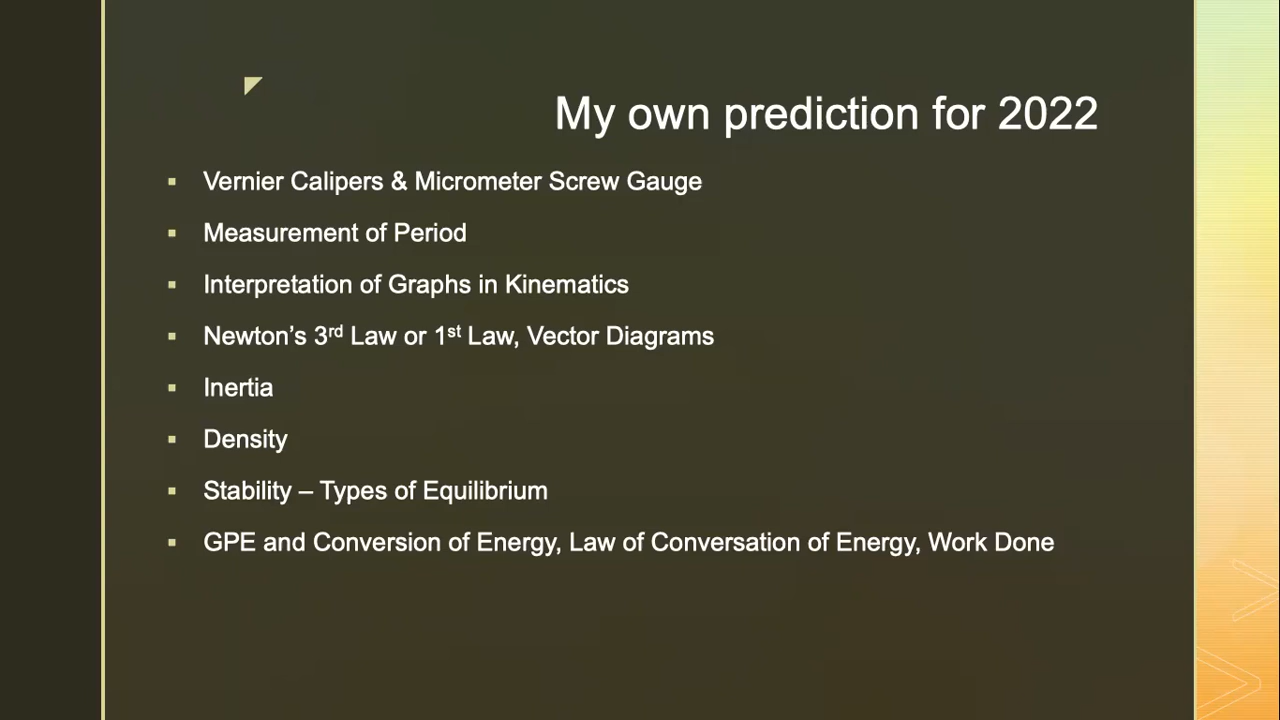 My own prediction for 2022
▪ Vernier Calipers & Micrometer Screw Gauge
▪ Measurement of Period
▪ Interpretation of Graphs in Kinematics
▪ Newton’s 3rd Law or 1st Law, Vector Diagrams
▪ Inertia
▪ Density
▪ Stability – Types of Equilibrium
▪ GPE and Conversion of Energy, Law of Conversation of Energy, Work Done